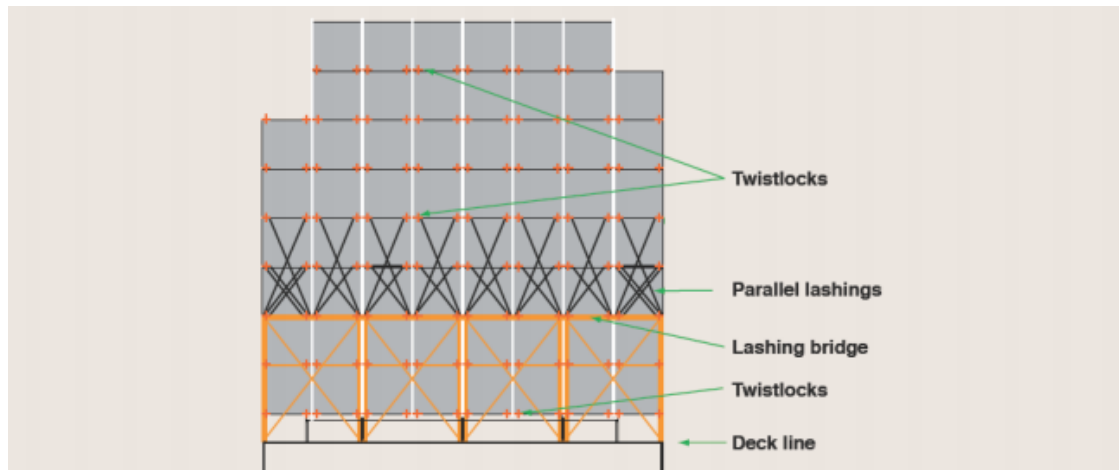 Twistlocks
Parallel lashings
Lashing bridge
Twistlocks
Deck line